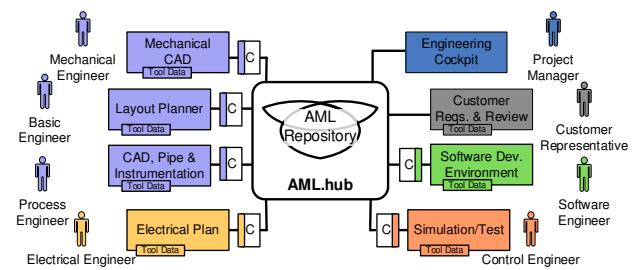 Mechanical
Engineer
Mechanical
CAD
Tool Data
C
Engineering
Cockpit
Project
Manager
Basic
Engineer
Layout Planner
Tool Data
C
AML
Repository
AML.hub
Customer
Reqs. & Review
Tool Data
Customer
Representative
Process
Engineer
CAD, Pipe &
Instrumentation
Tool Data
C
C
Software Dev.
Environment
Tool Data
Software
Engineer
Electrical Engineer
Electrical Plan
Tool Data
C
C
Simulation/Test
Tool Data
Control Engineer